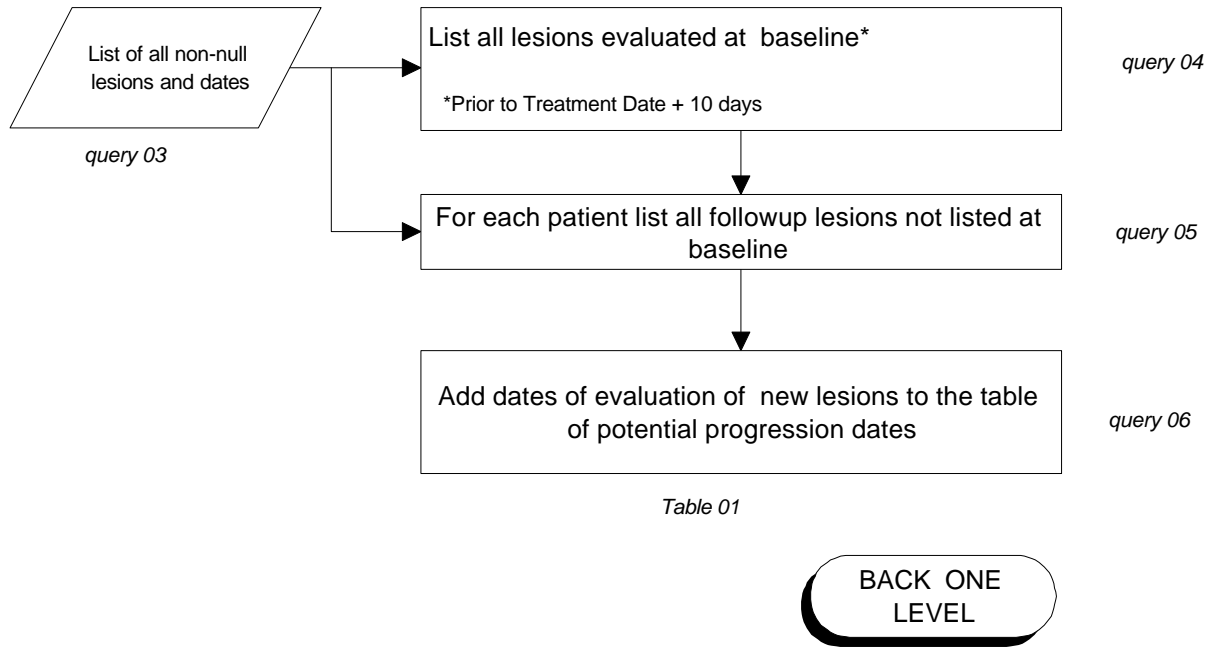 List of all non-null
lesions and dates
query 03
List all lesions evaluated at baseline*
*Prior to Treatment Date + 10 days
query 04
For each patient list all followup lesions not listed at
baseline
query 05
Add dates of evaluation of new lesions to the table
of potential progression dates
query 06
Table 01
BACK ONE
LEVEL